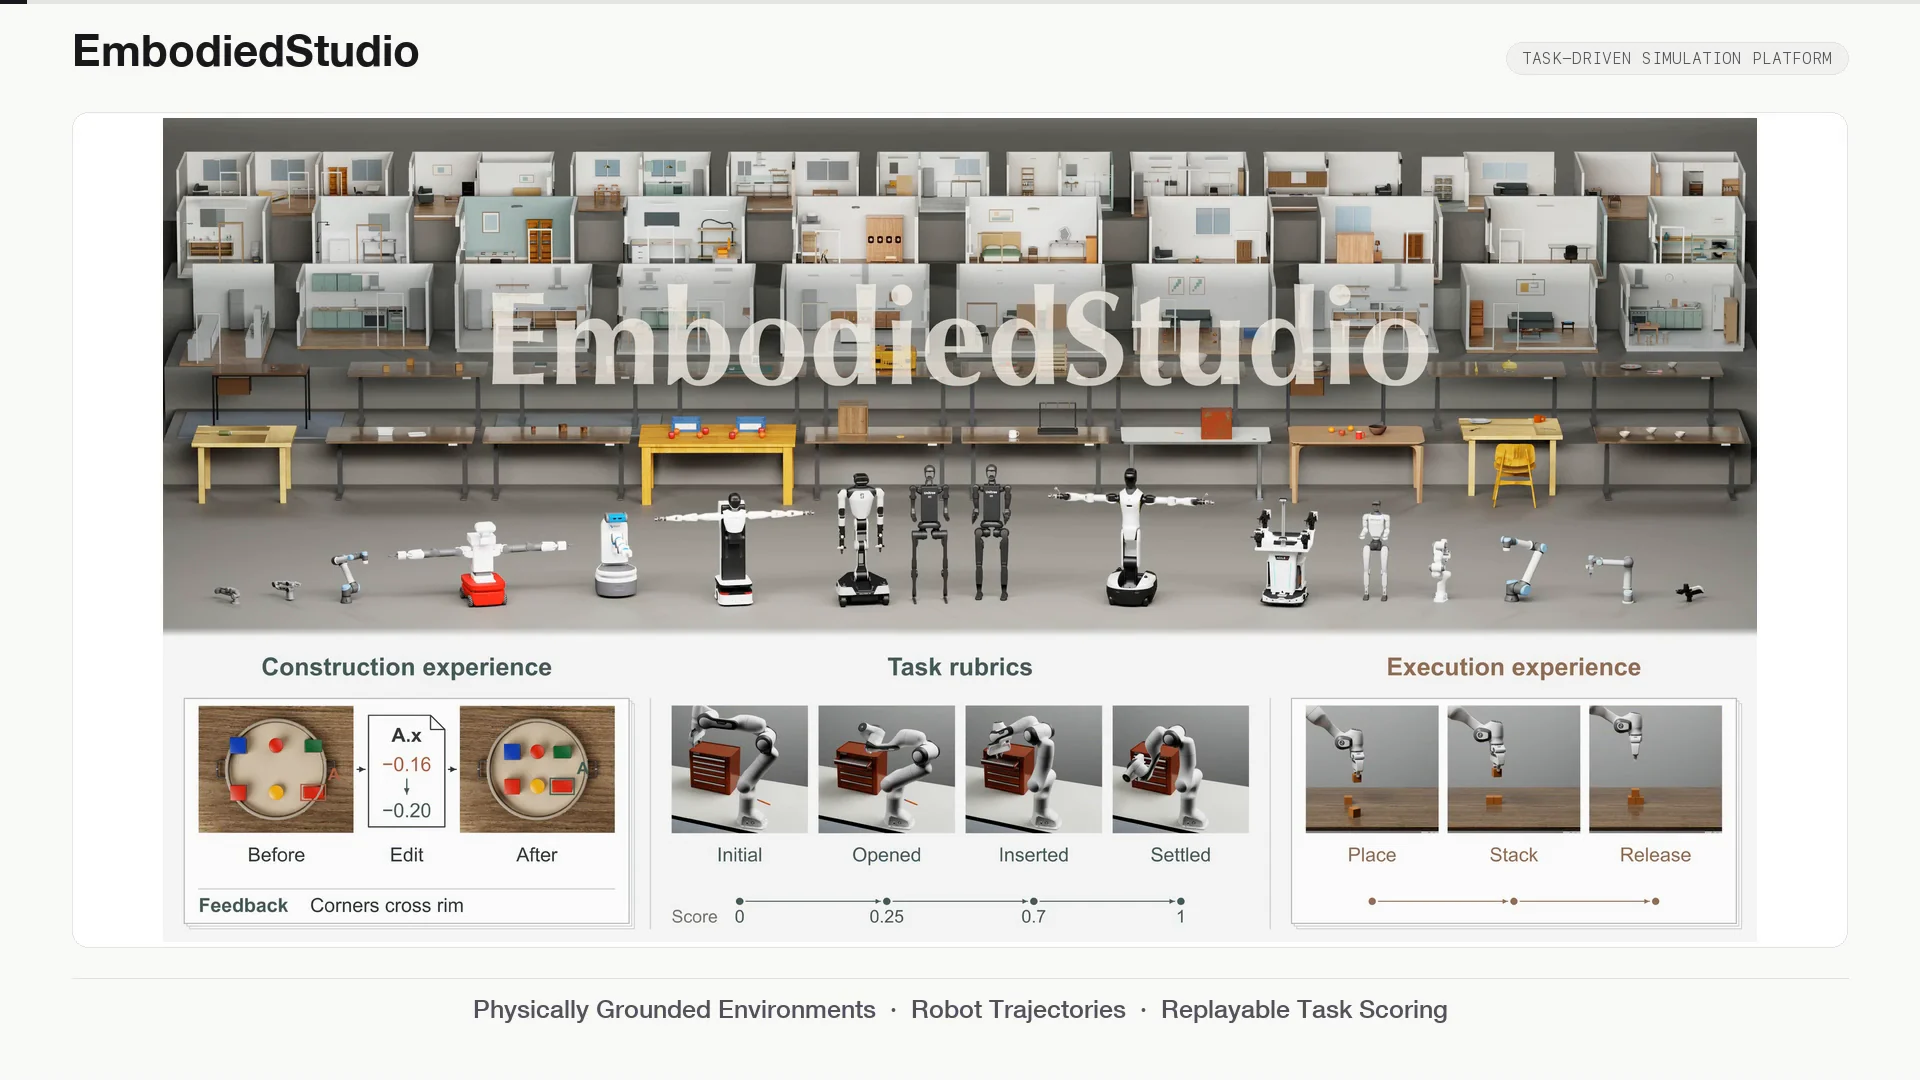 EmbodiedStudio
TASK-DRIVEN SIMULATION PLATFORM
EmbodiedStudio
Construction experience
Task rubrics
Execution experience
A.x
−0.16
−0.20
A
A
Before
Edit
After
Initial
Opened
Inserted
Settled
Place
Stack
Release
Feedback Corners cross rim
Score 0 0.25 0.7 1
Physically Grounded Environments · Robot Trajectories · Replayable Task Scoring